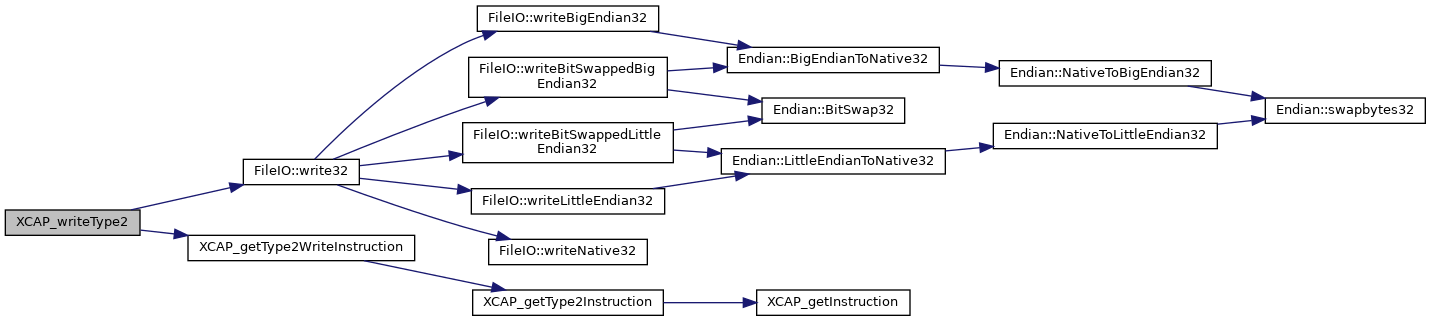 XCAP_writeType2
FileIO::write32
XCAP_getType2WriteInstruction
FileIO::writeBigEndian32
FileIO::writeBitSwappedBig
Endian32
FileIO::writeBitSwappedLittle
Endian32
FileIO::writeLittleEndian32
FileIO::writeNative32
XCAP_getType2Instruction
Endian::BigEndianToNative32
Endian::BitSwap32
Endian::LittleEndianToNative32
XCAP_getInstruction
Endian::NativeToBigEndian32
Endian::NativeToLittleEndian32
Endian::swapbytes32